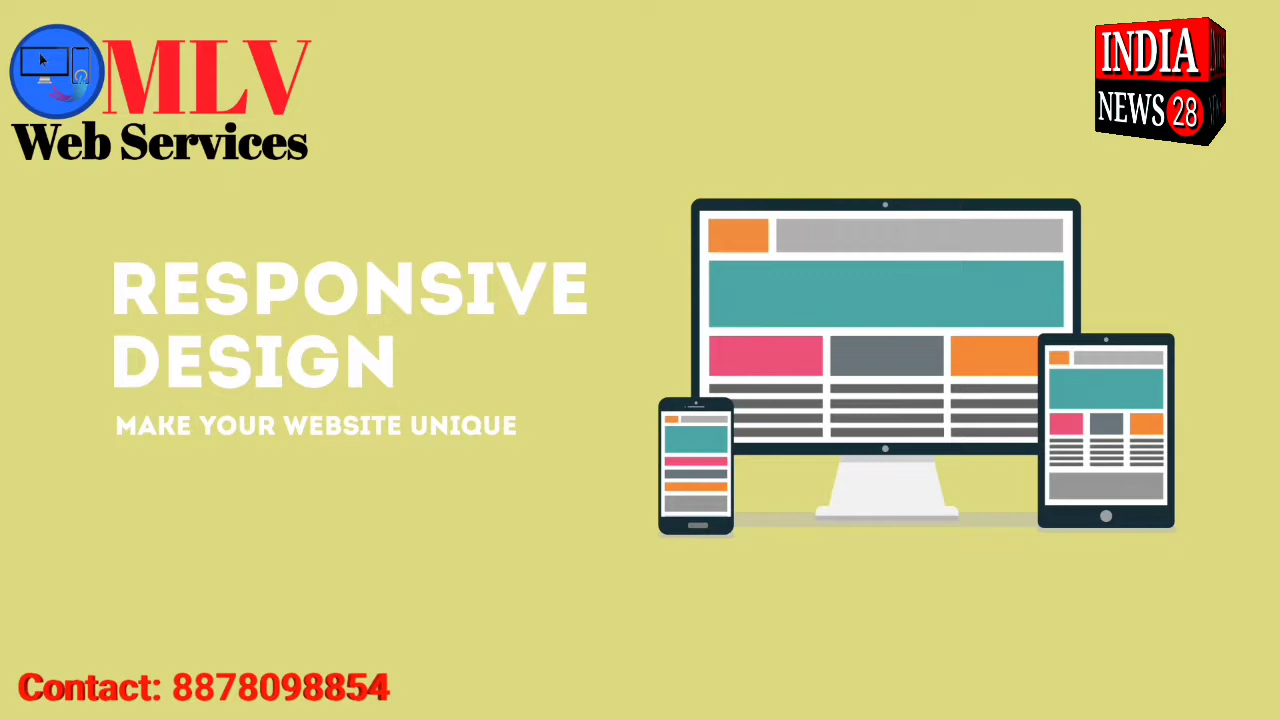 MLV
Web Services
INDIA
NEWS 28
RESPONSIVE
DESIGN
MAKE YOUR WEBSITE UNIQUE
Contact: 8878098854